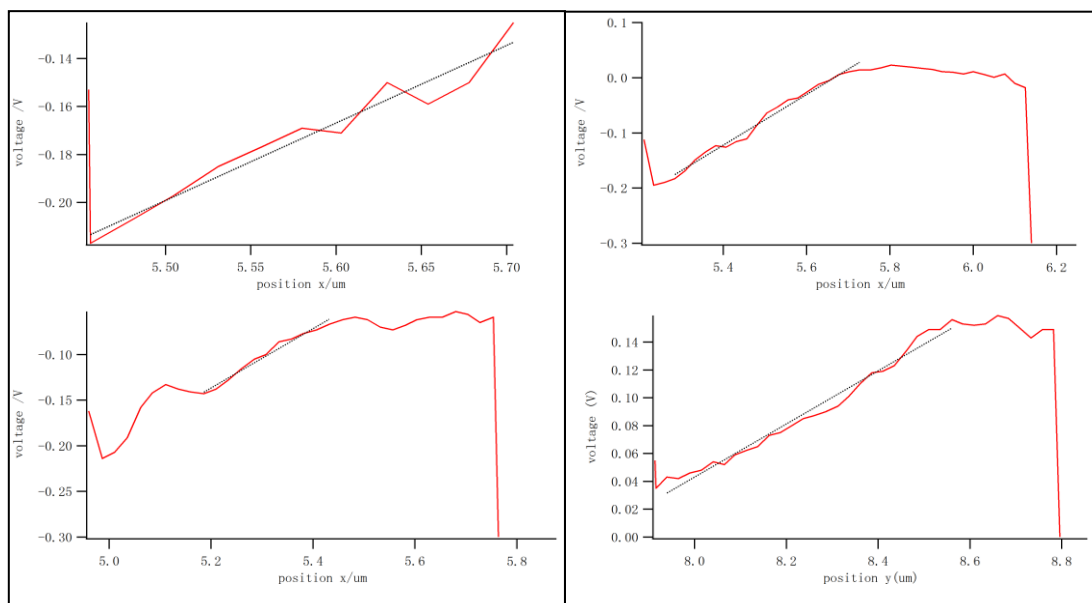 voltage /V
-0.14
-0.16
-0.18
-0.20
5.50 5.55 5.60 5.65 5.70
position x/um
voltage /V
0.1
0.0
-0.1
-0.2
-0.3
5.4 5.6 5.8 6.0 6.2
position x/um
voltage /V
-0.10
-0.15
-0.20
-0.25
-0.30
5.0 5.2 5.4 5.6 5.8
position x/um
voltage (V)
0.14
0.12
0.10
0.08
0.06
0.04
0.02
0.00
8.0 8.2 8.4 8.6 8.8
position y(um)